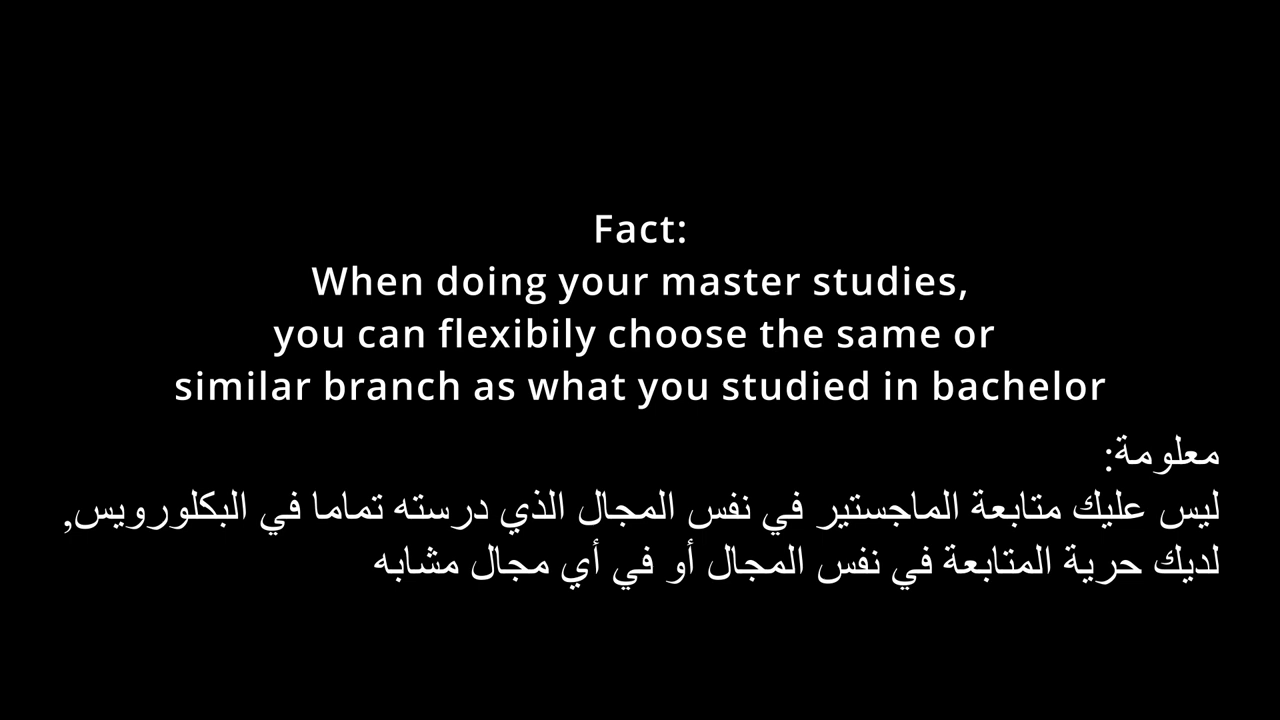 Fact:
When doing your master studies,
you can flexibily choose the same or
similar branch as what you studied in bachelor
معلومة:
ليس عليك متابعة الماجستير في نفس المجال الذي درسته تماما في البكلورويس,
لديك حرية المتابعة في نفس المجال أو في أي مجال مشابه